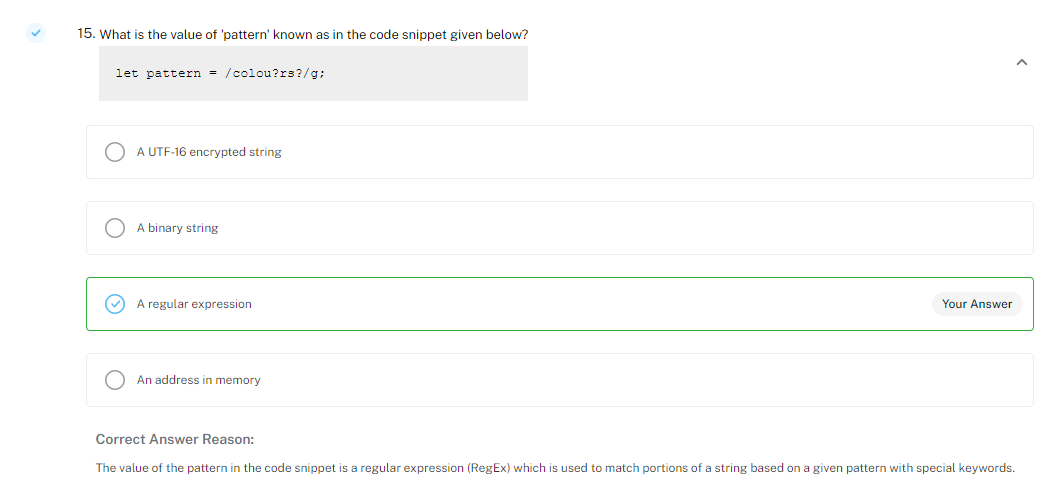 15. What is the value of 'pattern' known as in the code snippet given below?
let pattern = /colou?rs?/g;
A UTF-16 encrypted string
A binary string
A regular expression Your Answer
An address in memory
Correct Answer Reason:
The value of the pattern in the code snippet is a regular expression (RegEx) which is used to match portions of a string based on a given pattern with special keywords.